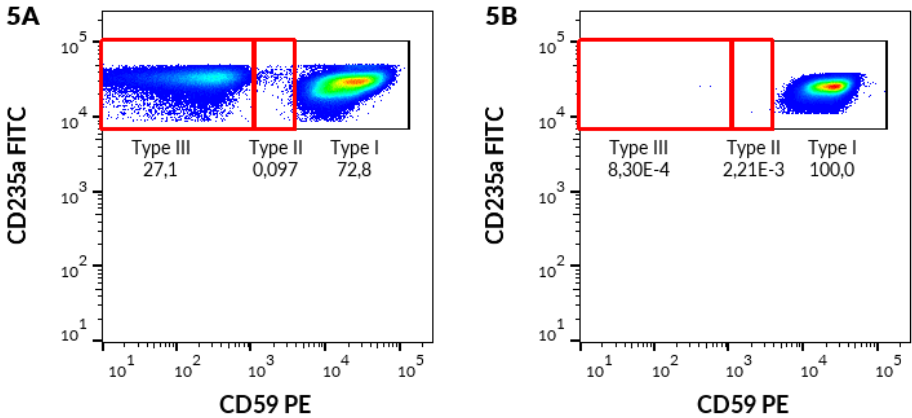 5A
10^5
10^4
10^3
10^2
10^1
CD235a FITC
Type III
27,1
Type II
0,097
Type I
72,8
10^1 10^2 10^3 10^4 10^5
CD59 PE
5B
10^5
10^4
10^3
10^2
10^1
CD235a FITC
Type III
8,30E-4
Type II
2,21E-3
Type I
100,0
10^1 10^2 10^3 10^4 10^5
CD59 PE